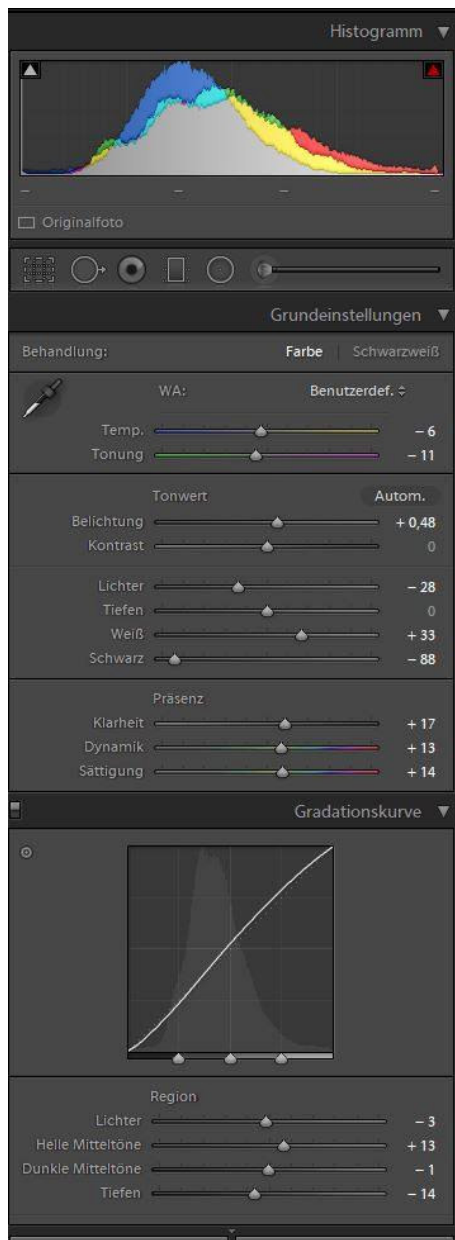 Histogramm
Originalfoto
Grundeinstellungen
Behandlung: Farbe Schwarzweiß
WA: Benutzerdef.
Temp. − 6
Tonung − 11
Tonwert Autom.
Belichtung + 0,48
Kontrast 0
Lichter − 28
Tiefen 0
Weiß + 33
Schwarz − 88
Präsenz
Klarheit + 17
Dynamik + 13
Sättigung + 14
Gradationskurve
Region
Lichter − 3
Helle Mitteltöne + 13
Dunkle Mitteltöne − 1
Tiefen − 14